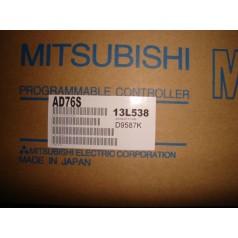 MITSUBISHI
M
PROGRAMMABLE CONTROLLER
AD76S
13L538
D9587K
MITSUBISHI ELECTRIC CORPORATION
MADE IN JAPAN